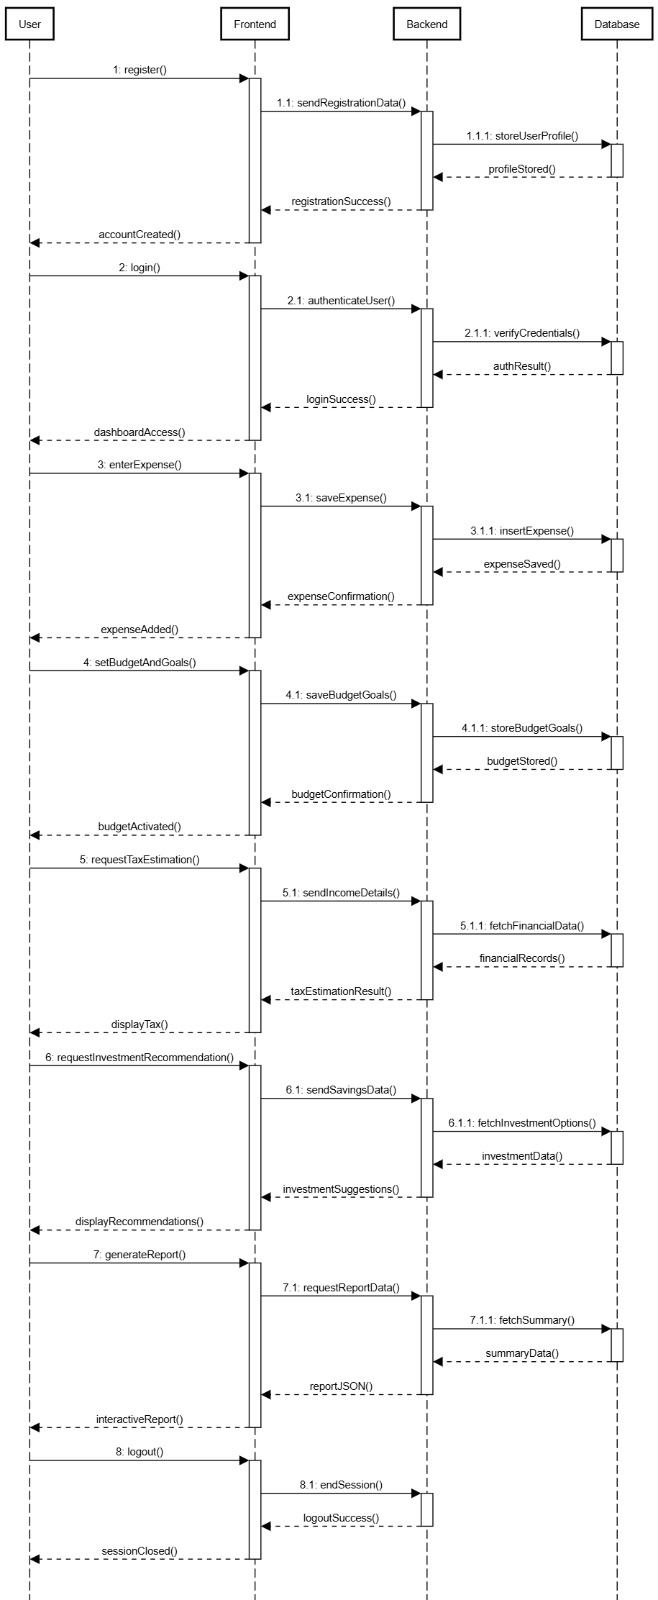 User
Frontend
Backend
Database
1: register()
1.1: sendRegistrationData()
1.1.1: storeUserProfile()
profileStored()
registrationSuccess()
accountCreated()
2: login()
2.1: authenticateUser()
2.1.1: verifyCredentials()
authResult()
loginSuccess()
dashboardAccess()
3: enterExpense()
3.1: saveExpense()
3.1.1: insertExpense()
expenseSaved()
expenseConfirmation()
expenseAdded()
4: setBudgetAndGoals()
4.1: saveBudgetGoals()
4.1.1: storeBudgetGoals()
budgetStored()
budgetConfirmation()
budgetActivated()
5: requestTaxEstimation()
5.1: sendIncomeDetails()
5.1.1: fetchFinancialData()
financialRecords()
taxEstimationResult()
displayTax()
6: requestInvestmentRecommendation()
6.1: sendSavingsData()
6.1.1: fetchInvestmentOptions()
investmentData()
investmentSuggestions()
displayRecommendations()
7: generateReport()
7.1: requestReportData()
7.1.1: fetchSummary()
summaryData()
reportJSON()
interactiveReport()
8: logout()
8.1: endSession()
logoutSuccess()
sessionClosed()